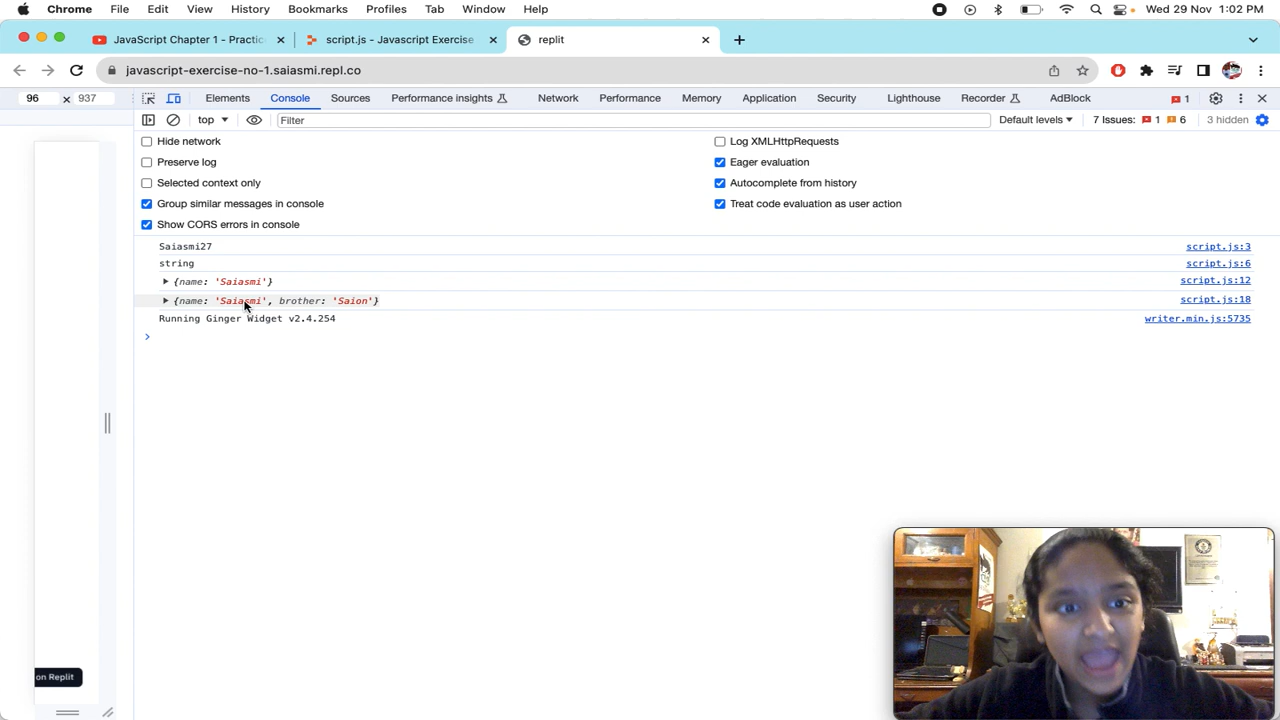 Chrome File Edit View History Bookmarks Profiles Tab Window Help Wed 29 Nov 1:02 PM
JavaScript Chapter 1 - Practic script.js - Javascript Exercise replit
javascript-exercise-no-1.saiasmi.repl.co
96 × 937 Elements Console Sources Performance insights Network Performance Memory Application Security Lighthouse Recorder AdBlock 1
top Filter Default levels 7 Issues: 1 6 3 hidden
Hide network Log XMLHttpRequests
Preserve log Eager evaluation
Selected context only Autocomplete from history
Group similar messages in console Treat code evaluation as user action
Show CORS errors in console
Saiasmi27 script.js:3
string script.js:6
{name: 'Saiasmi'} script.js:12
{name: 'Saiasmi', brother: 'Saion'} script.js:18
Running Ginger Widget v2.4.254 writer.min.js:5735
on Replit